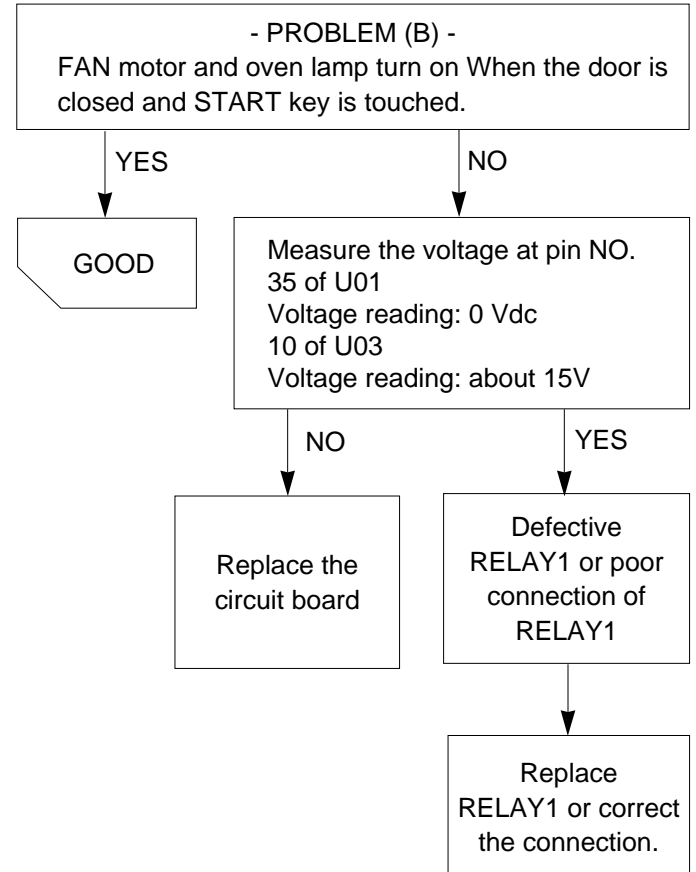 - PROBLEM (B) -
FAN motor and oven lamp turn on When the door is
closed and START key is touched.
YES
NO
GOOD
Measure the voltage at pin NO.
35 of U01
Voltage reading: 0 Vdc
10 of U03
Voltage reading: about 15V
NO
YES
Replace the
circuit board
Defective
RELAY1 or poor
connection of
RELAY1
Replace
RELAY1 or correct
the connection.